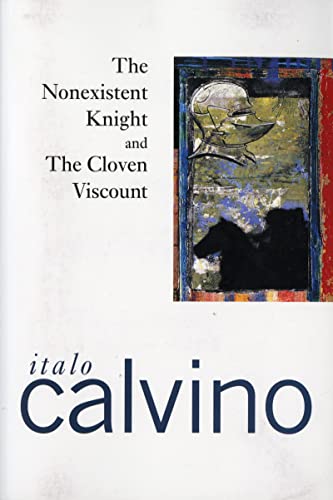 The
Nonexistent
Knight
and
The Cloven
Viscount
italo
calvino